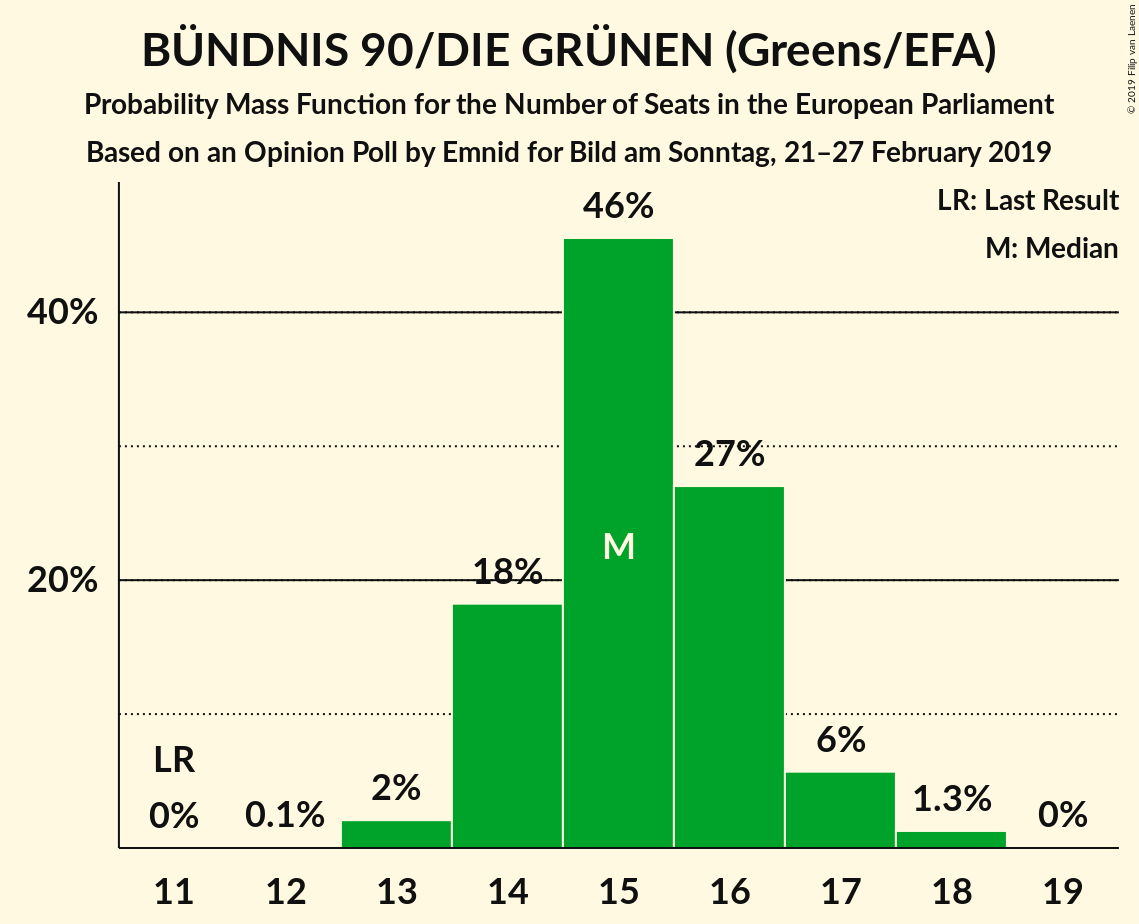 BÜNDNIS 90/DIE GRÜNEN (Greens/EFA)
Probability Mass Function for the Number of Seats in the European Parliament
Based on an Opinion Poll by Emnid for Bild am Sonntag, 21–27 February 2019
© 2019 Filip van Laenen
LR: Last Result
M: Median
46%
40%
27%
M
20%
18%
6%
LR
2%
1.3%
0%
0.1%
0%
11 12 13 14 15 16 17 18 19